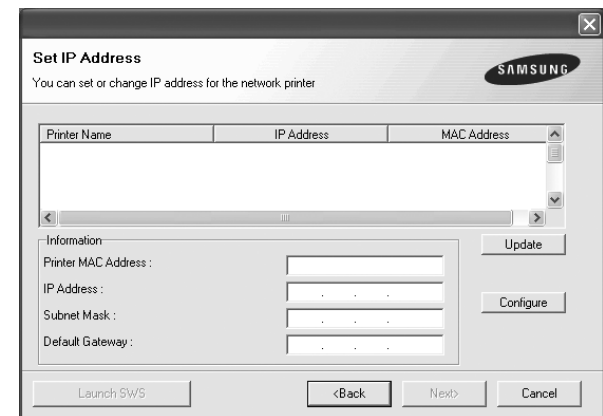 Set IP Address
You can set or change IP address for the network printer
SAMSUNG
Printer Name IP Address MAC Address
Information
Update
Printer MAC Address :
IP Address :
Configure
Subnet Mask :
Default Gateway :
Launch SWS <Back Next> Cancel